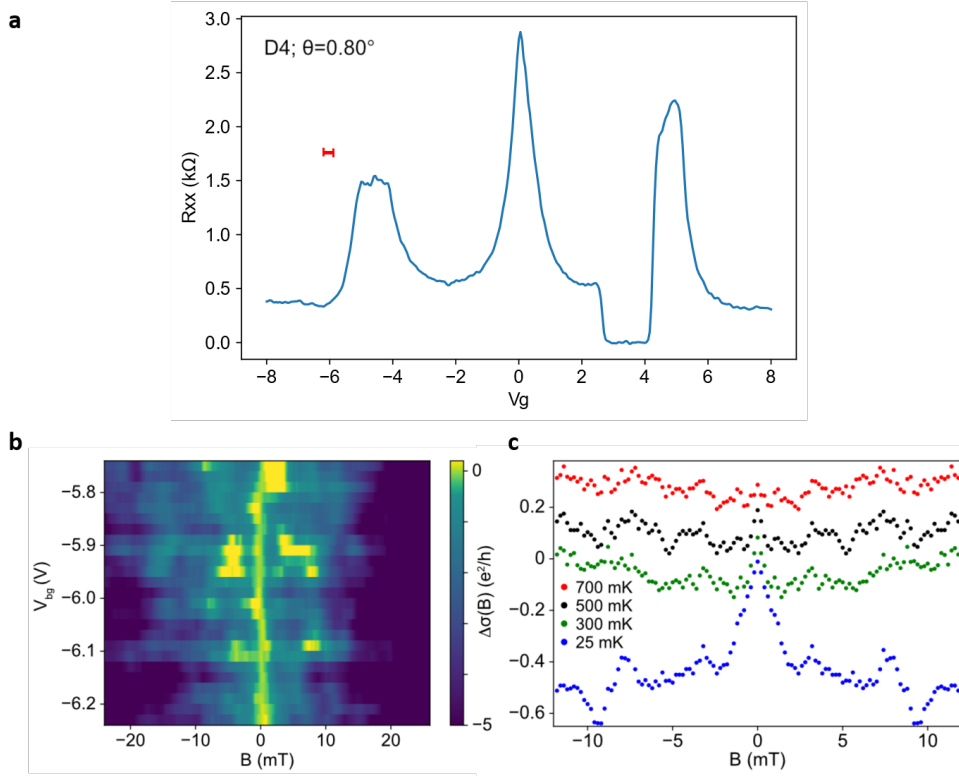 a
D4; θ=0.80°
3.0
2.5
2.0
1.5
1.0
0.5
0.0
Rxx (kΩ)
−8 −6 −4 −2 0 2 4 6 8
Vg
b
−5.8
−5.9
−6.0
−6.1
−6.2
V_bg (V)
−20 −10 0 10 20
B (mT)
0
−5
Δσ(B) (e²/h)
c
0.2
0
−0.2
−0.4
−0.6
700 mK
500 mK
300 mK
25 mK
−10 −5 0 5 10
B (mT)